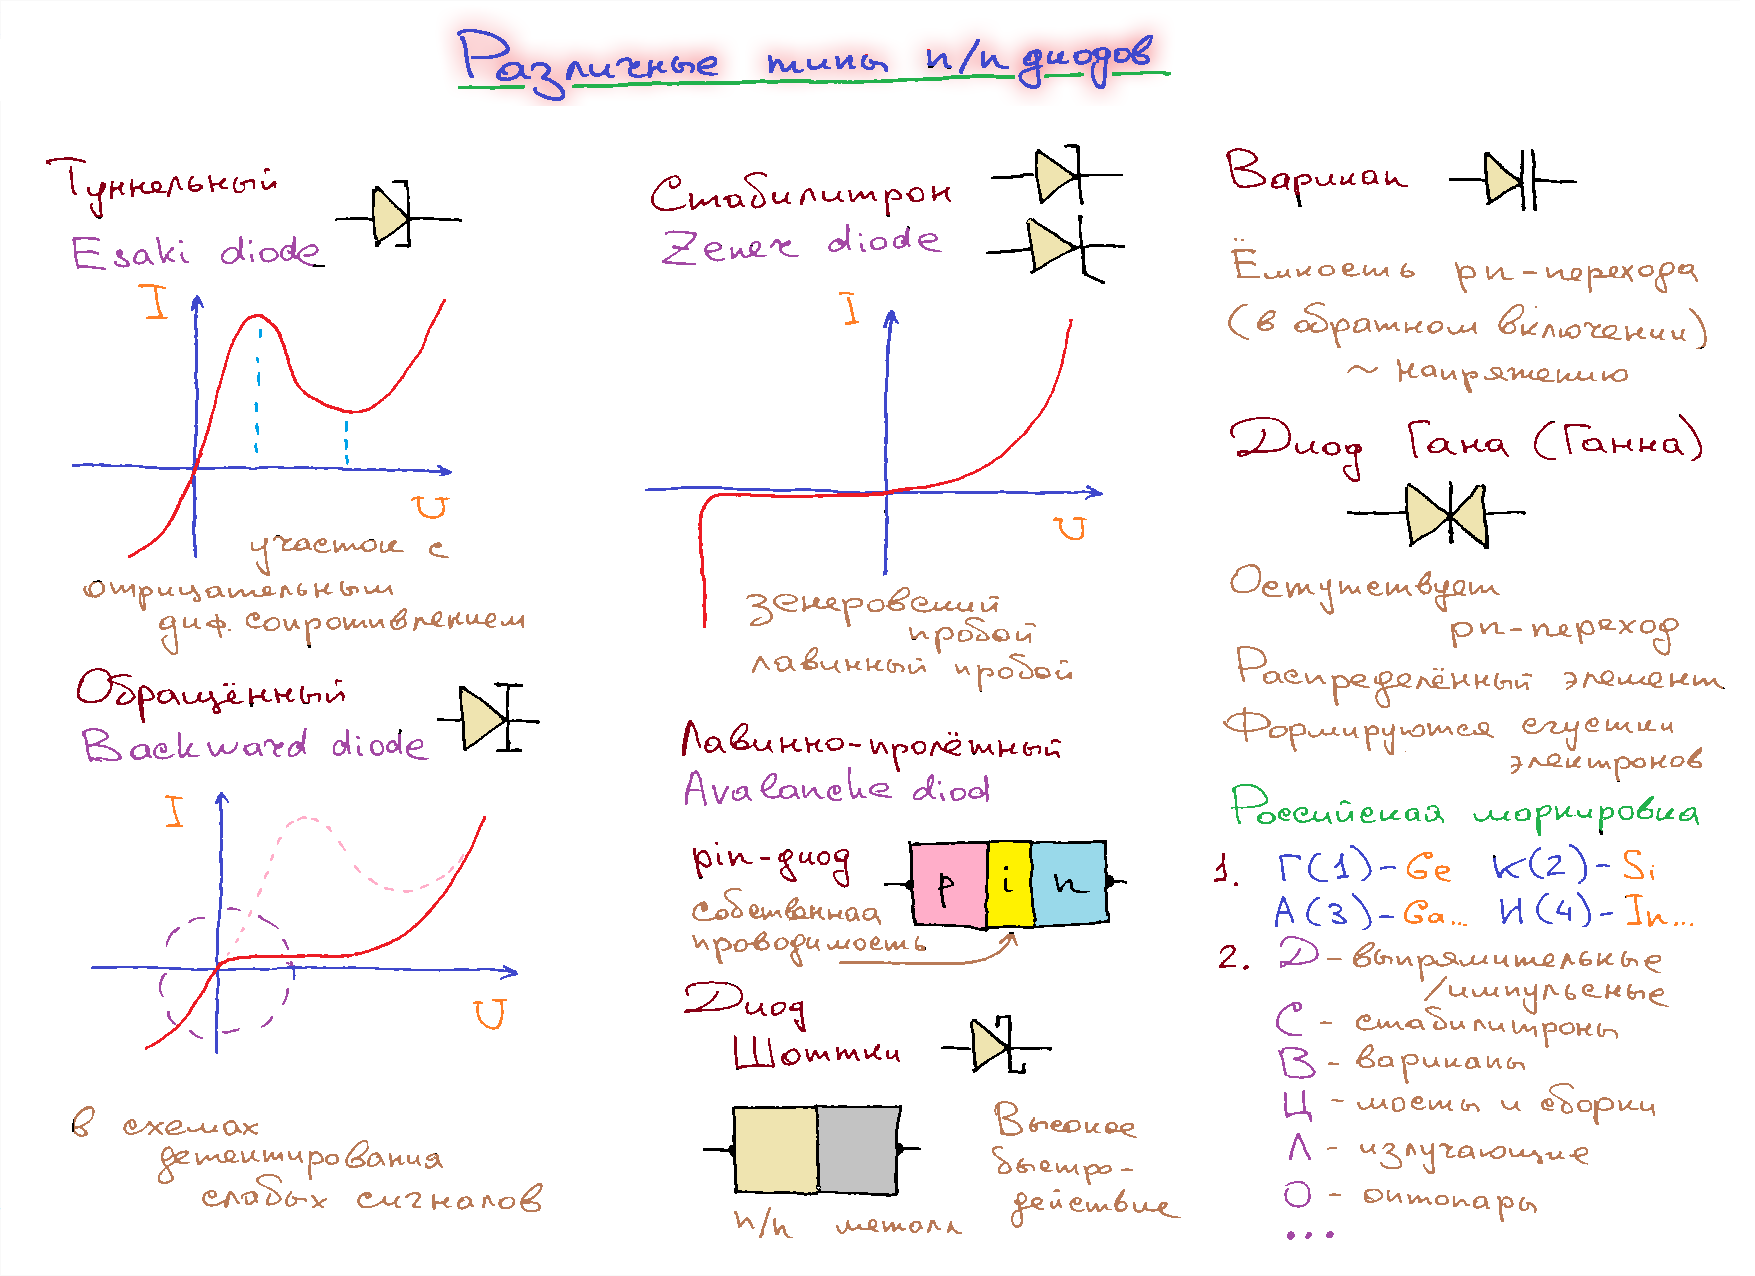 Различные типы п/п диодов
Туннельный
Esaki diode
I
U
участок с
отрицательным
диф. сопротивлением
Обращённый
Backward diode
I
U
в схемах
детектирования
слабых сигналов
Стабилитрон
Zener diode
I
U
зенеровский
пробой
лавинный пробой
Лавинно-пролётный
Avalanche diod
pin-диод
p i n
собственная
проводимость
Диод
Шоттки
п/п металл
Высокое
быстро-
действие
Варикап
Ёмкость pn-перехода
(в обратном включении)
~ напряжению
Диод Гана (Ганна)
Остутствует
pn-переход
Распределённый элемент
Формируются сгустки
электронов
Российская маркировка
1. Г(1)-Ge К(2)-Si
А(3)-Ga... И(4)-In...
2. Д-выпрямительные
/импульсные
С - стабилитроны
В - варикапы
Ц - мосты и сборки
Л - излучающие
О - оптопары
...